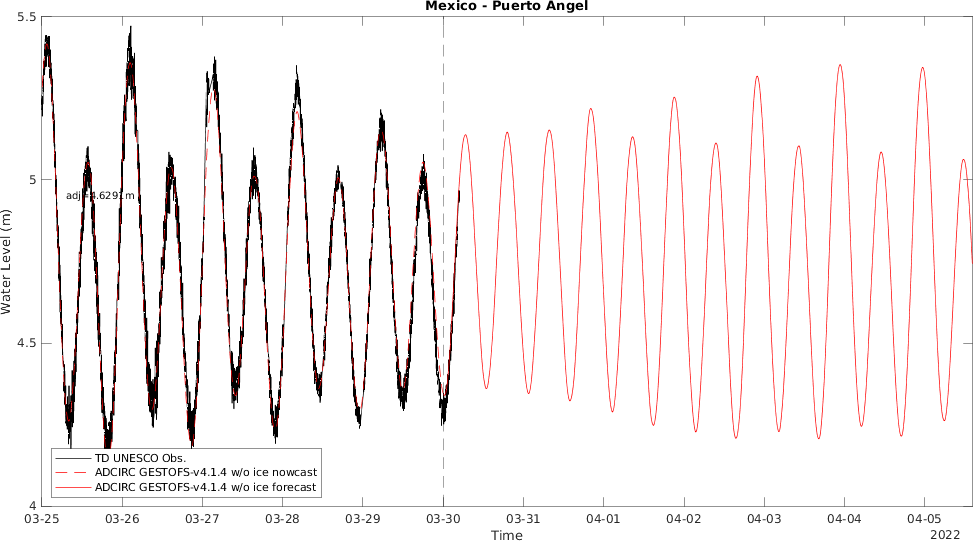 Mexico - Puerto Angel
5.5
5
4.5
4
Water Level (m)
adj=4.6291m
TD UNESCO Obs.
ADCIRC GESTOFS-v4.1.4 w/o ice nowcast
ADCIRC GESTOFS-v4.1.4 w/o ice forecast
03-25 03-26 03-27 03-28 03-29 03-30 03-31 04-01 04-02 04-03 04-04 04-05
Time
2022